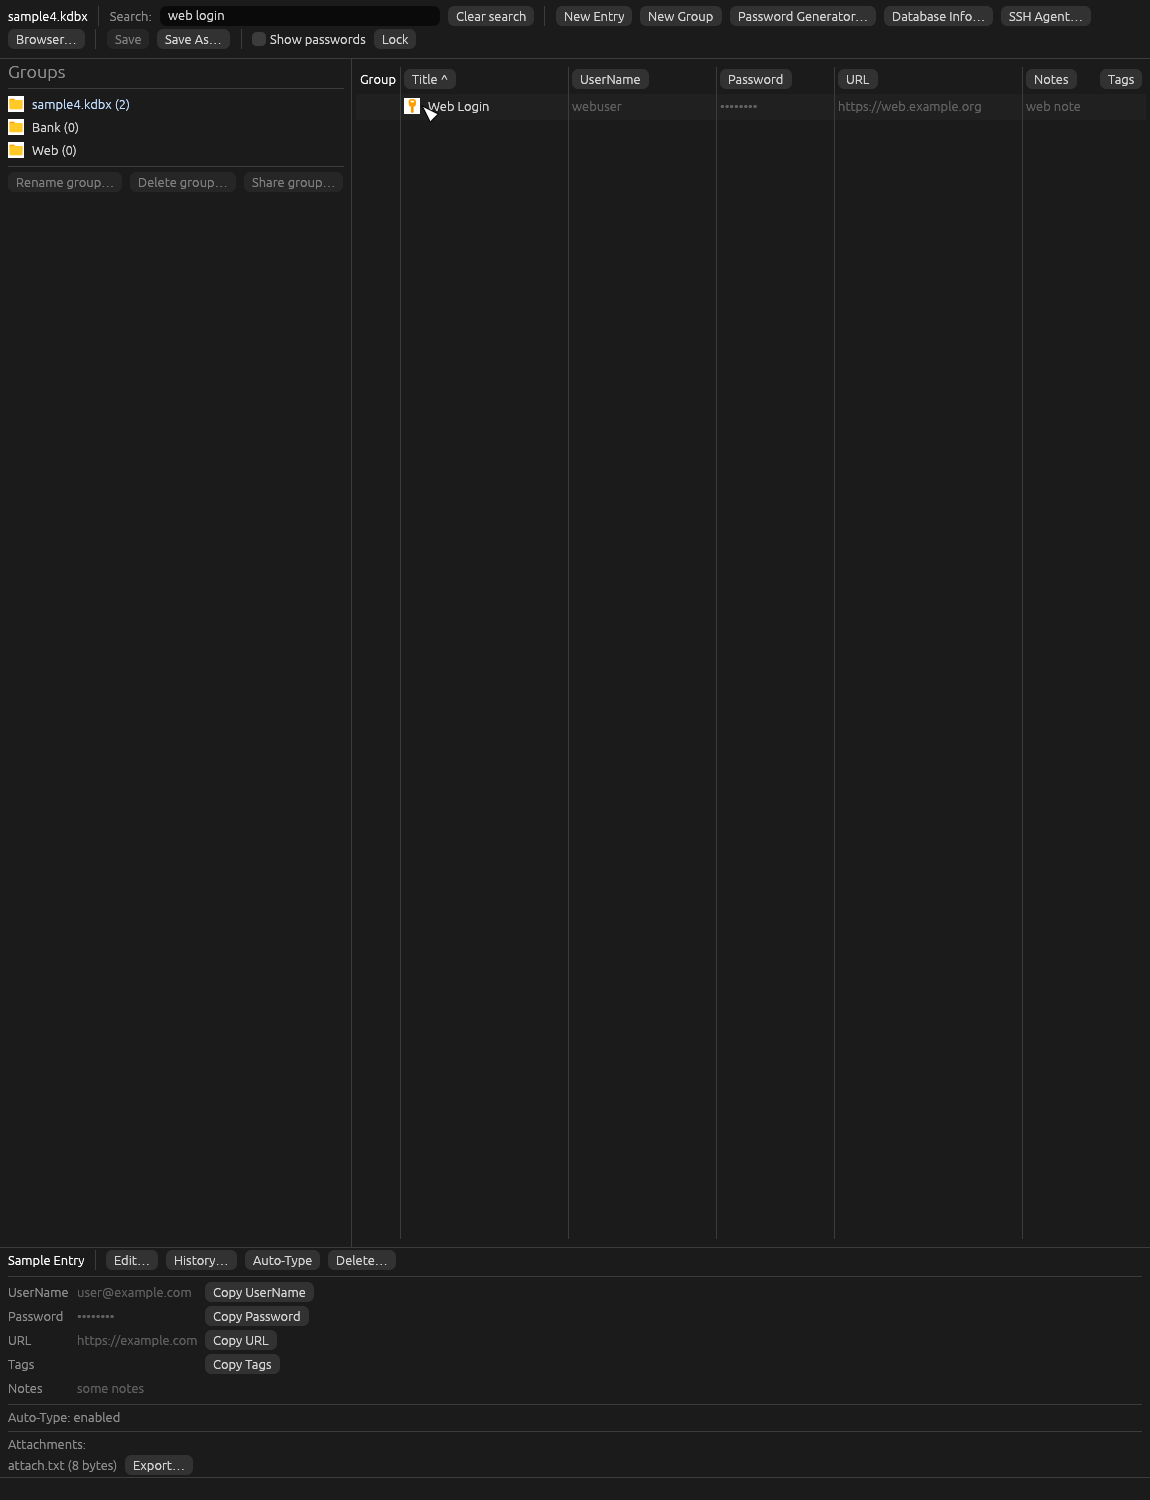 sample4.kdbx Search: web login Clear search New Entry New Group Password Generator... Database Info... SSH Agent...
Browser... Save Save As... Show passwords Lock
Groups
sample4.kdbx (2)
Bank (0)
Web (0)
Rename group... Delete group... Share group...
Group Title ^ UserName Password URL Notes Tags
Web Login webuser •••••••• https://web.example.org web note
Sample Entry Edit... History... Auto-Type Delete...
UserName user@example.com Copy UserName
Password •••••••• Copy Password
URL https://example.com Copy URL
Tags Copy Tags
Notes some notes
Auto-Type: enabled
Attachments:
attach.txt (8 bytes) Export...